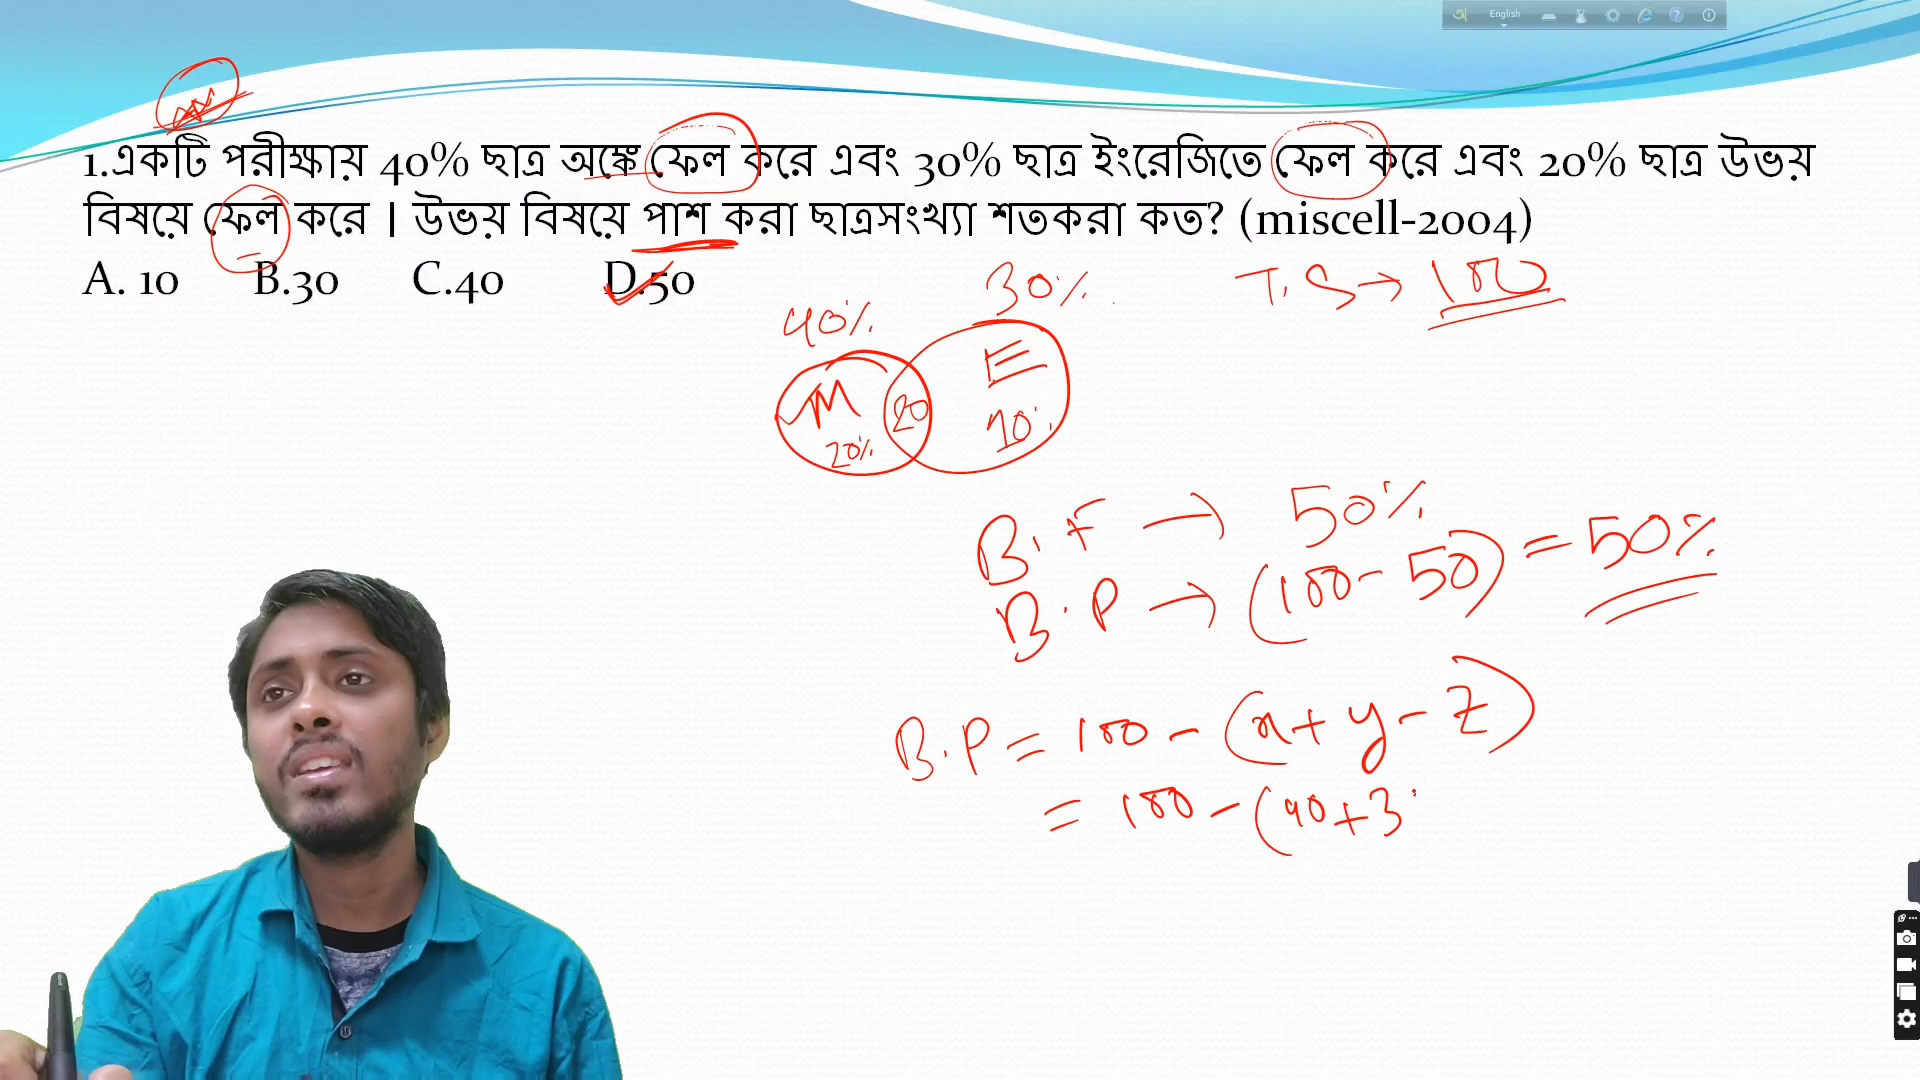 English
1.একটি পরীক্ষায় 40% ছাত্র অঙ্কে ফেল করে এবং 30% ছাত্র ইংরেজিতে ফেল করে এবং 20% ছাত্র উভয়
বিষয়ে ফেল করে । উভয় বিষয়ে পাশ করা ছাত্রসংখ্যা শতকরা কত? (miscell-2004)
A. 10 B.30 C.40 D.50
T.S → 100
40% 30%
M E
20% 20 10%
B.F → 50%
B.P → (100-50) = 50%
B.P = 100 - (x + y - z)
= 100 - (40+3